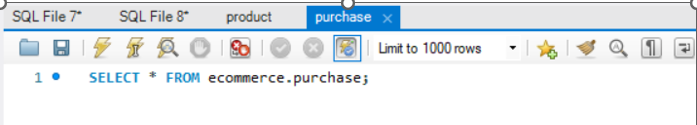 SQL File 7* SQL File 8* product purchase
Limit to 1000 rows
1 SELECT * FROM ecommerce.purchase;